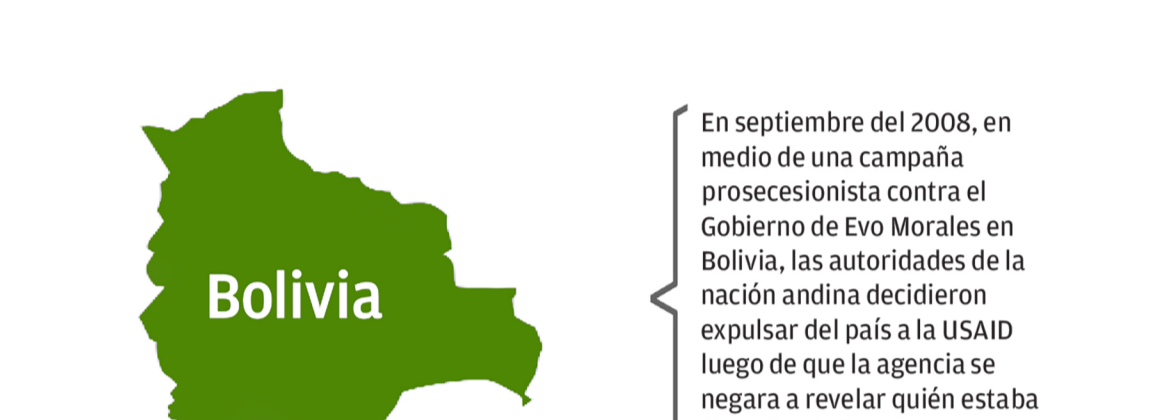 Bolivia
En septiembre del 2008, en
medio de una campaña
prosecesionista contra el
Gobierno de Evo Morales en
Bolivia, las autoridades de la
nación andina decidieron
expulsar del país a la USAID
luego de que la agencia se
negara a revelar quién estaba